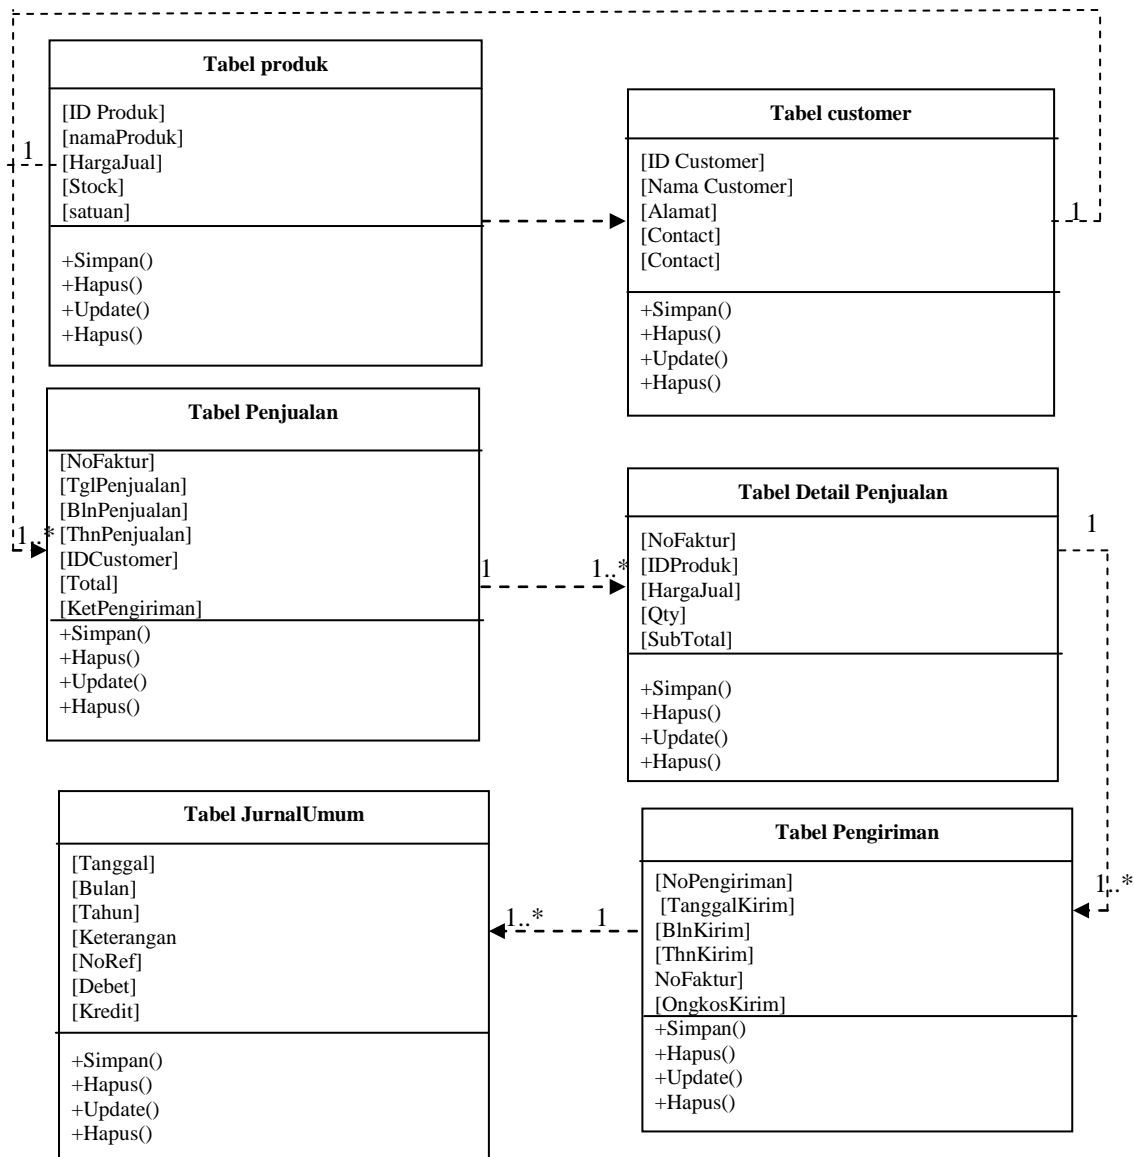 Tabel produk
[ID Produk]
[namaProduk]
[HargaJual]
[Stock]
[satuan]
+Simpan()
+Hapus()
+Update()
+Hapus()
1
Tabel customer
[ID Customer]
[Nama Customer]
[Alamat]
[Contact]
[Contact]
+Simpan()
+Hapus()
+Update()
+Hapus()
1
Tabel Penjualan
[NoFaktur]
[TglPenjualan]
[BlnPenjualan]
[ThnPenjualan]
[IDCustomer]
[Total]
[KetPengiriman]
+Simpan()
+Hapus()
+Update()
+Hapus()
1..*
1
1..*
Tabel Detail Penjualan
[NoFaktur]
[IDProduk]
[HargaJual]
[Qty]
[SubTotal]
+Simpan()
+Hapus()
+Update()
+Hapus()
1
Tabel JurnalUmum
[Tanggal]
[Bulan]
[Tahun]
[Keterangan
[NoRef]
[Debet]
[Kredit]
+Simpan()
+Hapus()
+Update()
+Hapus()
1..*
1
Tabel Pengiriman
[NoPengiriman]
[TanggalKirim]
[BlnKirim]
[ThnKirim]
NoFaktur]
[OngkosKirim]
+Simpan()
+Hapus()
+Update()
+Hapus()
1..*